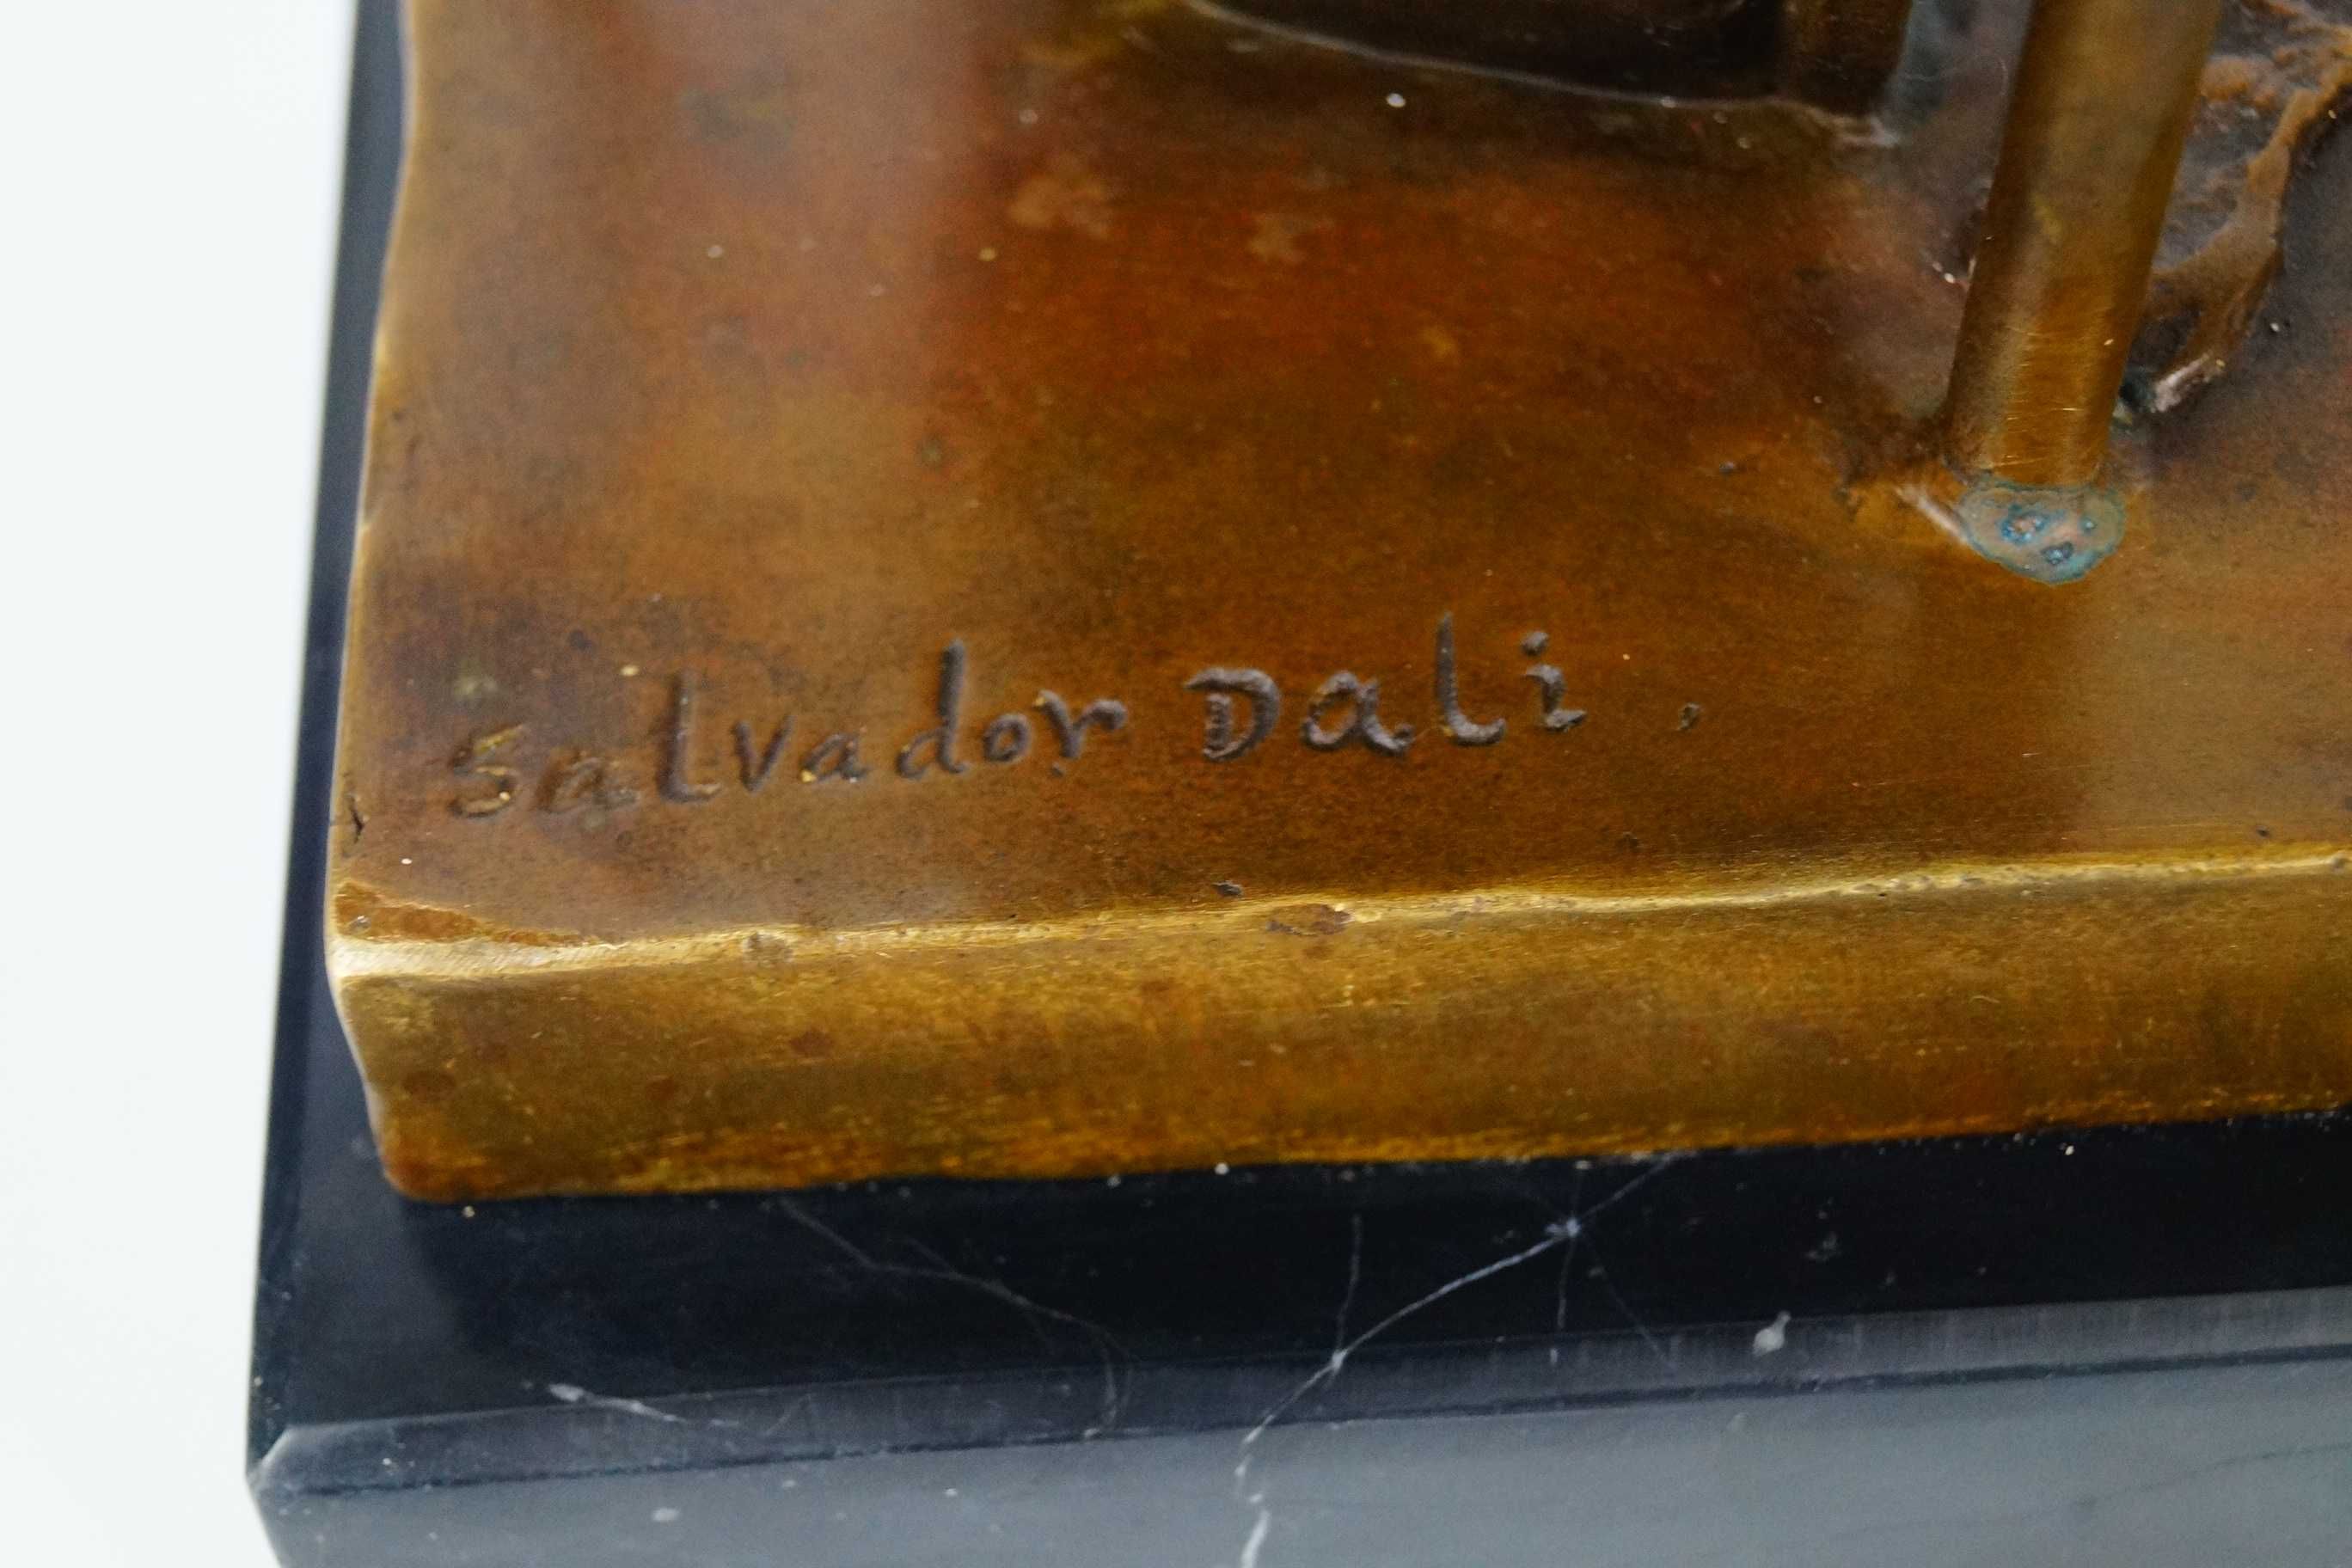 Salvador Dali .